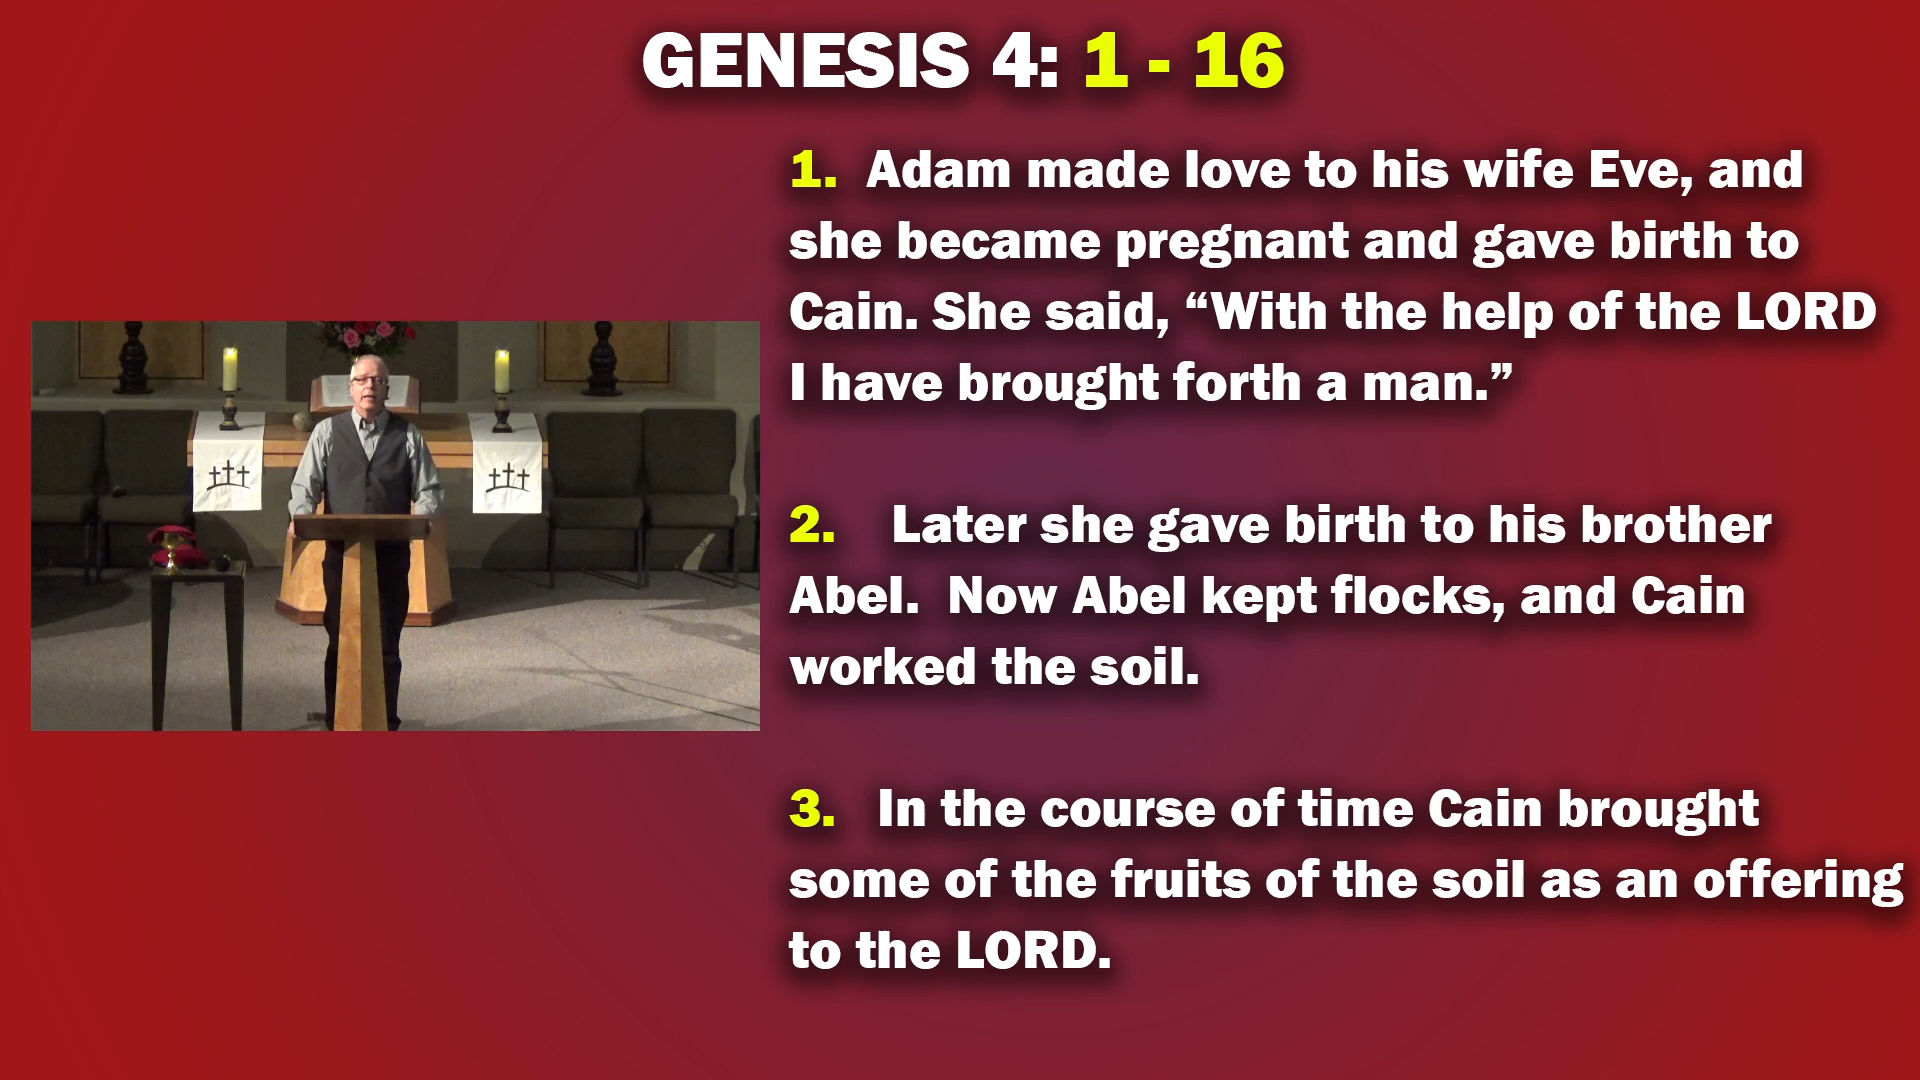 GENESIS 4: 1 - 16
1. Adam made love to his wife Eve, and
she became pregnant and gave birth to
Cain. She said, “With the help of the LORD
I have brought forth a man.”
2. Later she gave birth to his brother
Abel. Now Abel kept flocks, and Cain
worked the soil.
3. In the course of time Cain brought
some of the fruits of the soil as an offering
to the LORD.